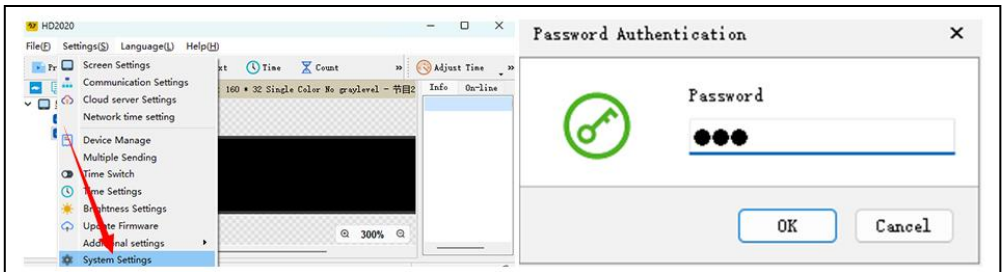 HD2020
File(F) Settings(S) Language(L) Help(H)
Screen Settings
Communication Settings
Cloud server Settings
Network time setting
Device Manage
Multiple Sending
Time Switch
Time Settings
Brightness Settings
Update Firmware
Additional settings
System Settings
Time Count » Adjust Time »
160 * 32 Single Color No graylevel - 节目2
Info On-line
300%
Password Authentication
Password
OK Cancel